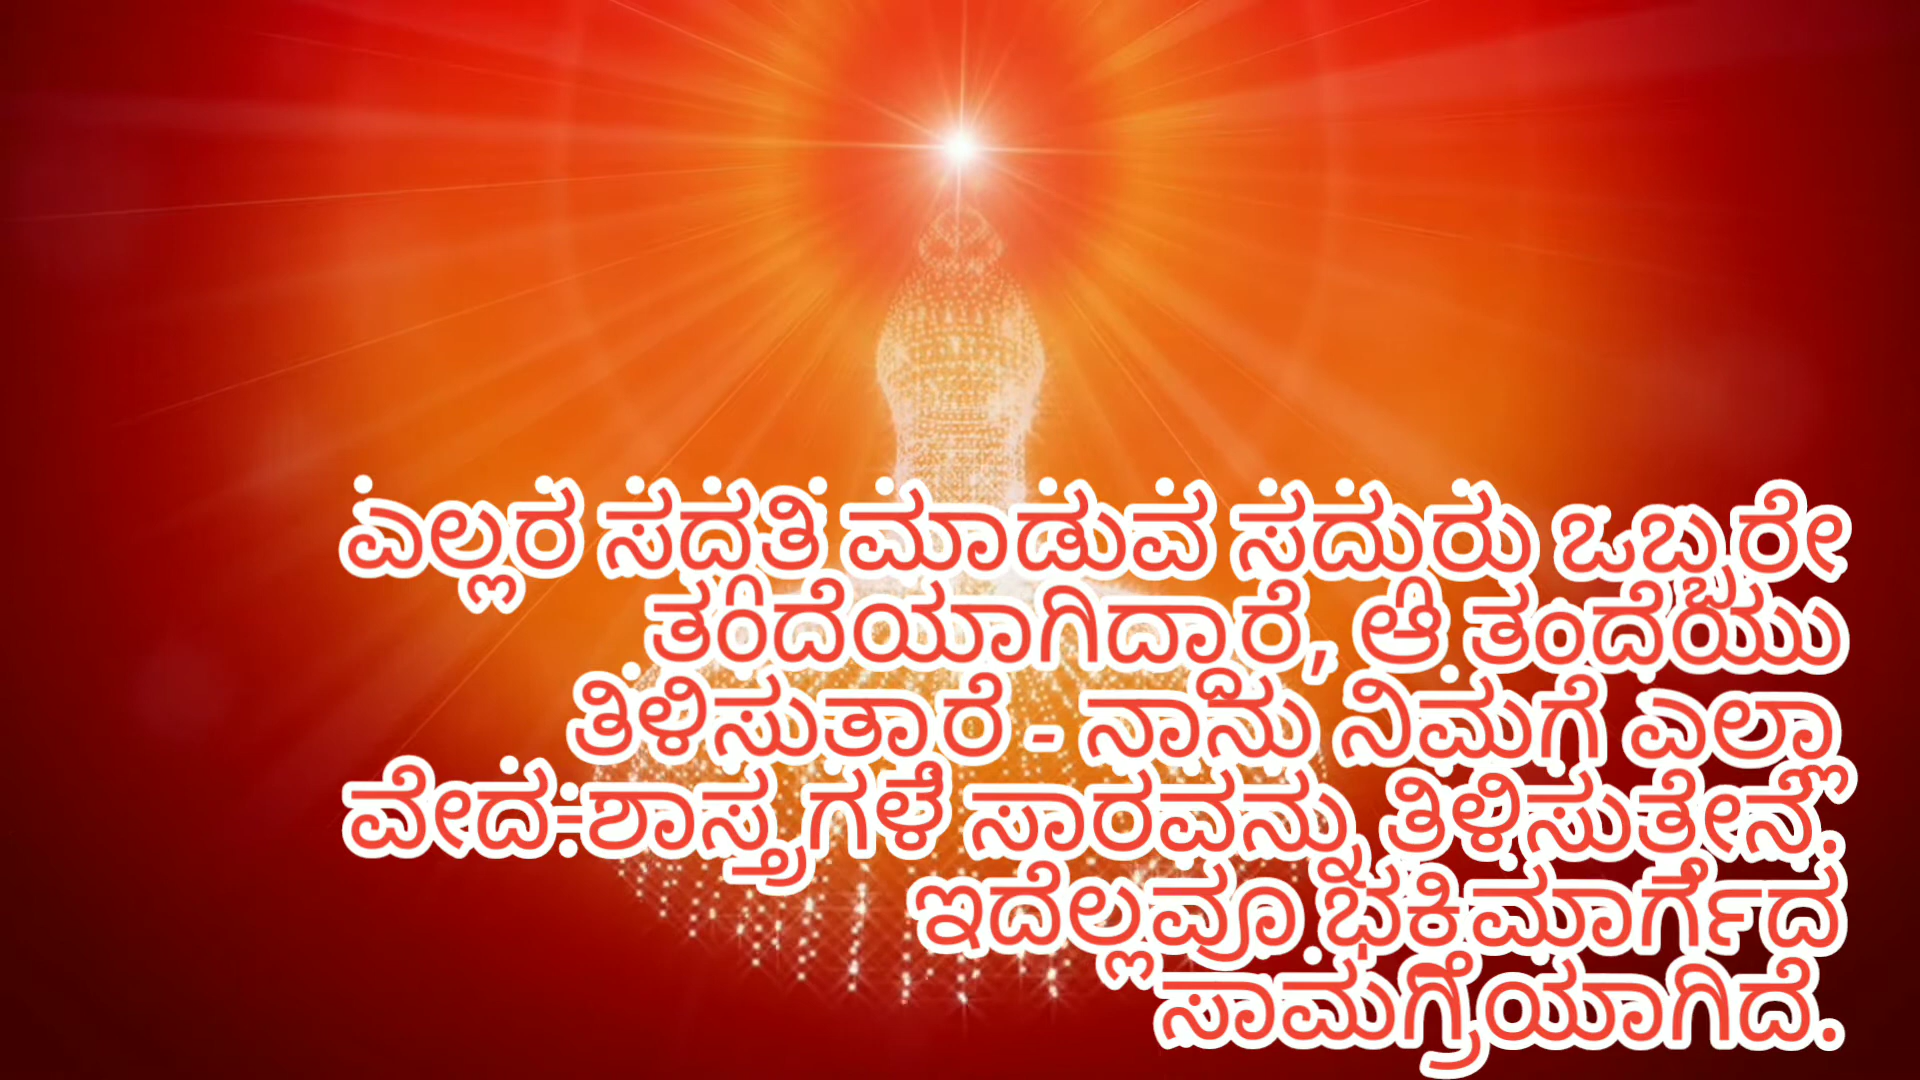 ಎಲ್ಲರ ಸದ್ಗತಿ ಮಾಡುವ ಸದ್ಗುರು ಒಬ್ಬರೇ
ತಂದೆಯಾಗಿದ್ದಾರೆ, ಆ ತಂದೆಯು
ತಿಳಿಸುತ್ತಾರೆ - ನಾನು ನಿಮಗೆ ಎಲ್ಲಾ
ವೇದ-ಶಾಸ್ತ್ರಗಳ ಸಾರವನ್ನು ತಿಳಿಸುತ್ತೇನೆ.
ಇದೆಲ್ಲವೂ ಭಕ್ತಿಮಾರ್ಗದ
ಸಾಮಗ್ರಿಯಾಗಿದೆ.